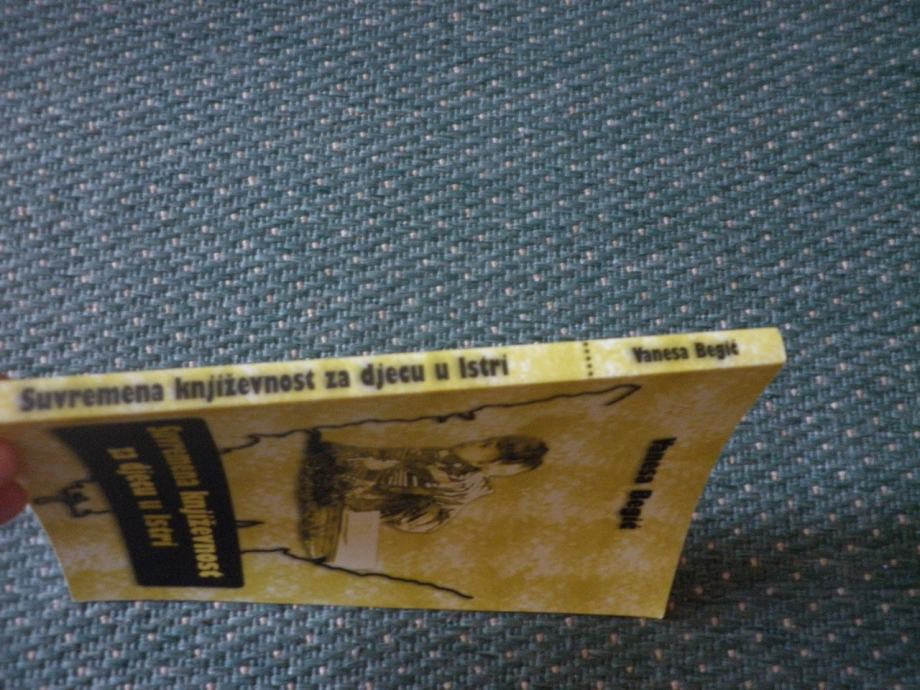 Suvremena književnost za djecu u Istri
Vanesa Begić
Vanesa Begić
Suvremena književnost
za djecu u Istri